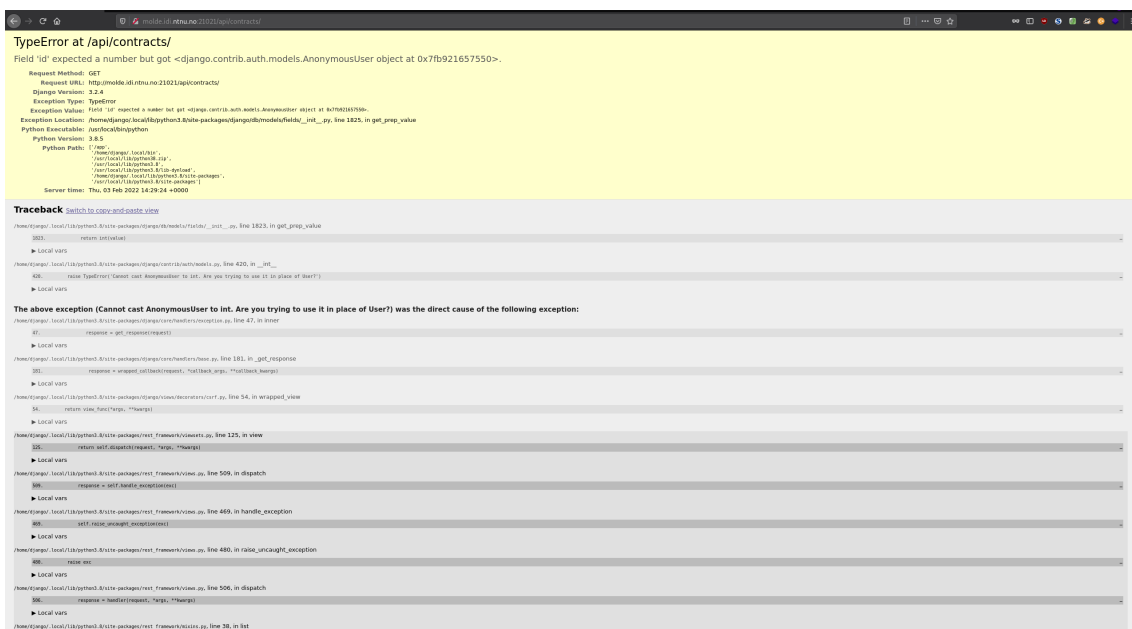 molde.idi.ntnu.no:21021/api/contracts/
TypeError at /api/contracts/
Field 'id' expected a number but got <django.contrib.auth.models.AnonymousUser object at 0x7fb921657550>.
Request Method: GET
Request URL: http://molde.idi.ntnu.no:21021/api/contracts/
Django Version: 3.2.4
Exception Type: TypeError
Exception Value: Field 'id' expected a number but got <django.contrib.auth.models.AnonymousUser object at 0x7fb921657550>.
Exception Location: /home/django/.local/lib/python3.8/site-packages/django/db/models/fields/__init__.py, line 1825, in get_prep_value
Python Executable: /usr/local/bin/python
Python Version: 3.8.5
Python Path: ['/app',
'/home/django/.local/bin',
'/usr/local/lib/python38.zip',
'/usr/local/lib/python3.8',
'/usr/local/lib/python3.8/lib-dynload',
'/home/django/.local/lib/python3.8/site-packages',
'/usr/local/lib/python3.8/site-packages']
Server time: Thu, 03 Feb 2022 14:29:24 +0000
Traceback Switch to copy-and-paste view
/home/django/.local/lib/python3.8/site-packages/django/db/models/fields/__init__.py, line 1823, in get_prep_value
1823. return int(value)
▶ Local vars
/home/django/.local/lib/python3.8/site-packages/django/contrib/auth/models.py, line 420, in __int__
420. raise TypeError('Cannot cast AnonymousUser to int. Are you trying to use it in place of User?')
▶ Local vars
The above exception (Cannot cast AnonymousUser to int. Are you trying to use it in place of User?) was the direct cause of the following exception:
/home/django/.local/lib/python3.8/site-packages/django/core/handlers/exception.py, line 47, in inner
47. response = get_response(request)
▶ Local vars
/home/django/.local/lib/python3.8/site-packages/django/core/handlers/base.py, line 181, in _get_response
181. response = wrapped_callback(request, *callback_args, **callback_kwargs)
▶ Local vars
/home/django/.local/lib/python3.8/site-packages/django/views/decorators/csrf.py, line 54, in wrapped_view
54. return view_func(*args, **kwargs)
▶ Local vars
/home/django/.local/lib/python3.8/site-packages/rest_framework/viewsets.py, line 125, in view
125. return self.dispatch(request, *args, **kwargs)
▶ Local vars
/home/django/.local/lib/python3.8/site-packages/rest_framework/views.py, line 509, in dispatch
509. response = self.handle_exception(exc)
▶ Local vars
/home/django/.local/lib/python3.8/site-packages/rest_framework/views.py, line 469, in handle_exception
469. self.raise_uncaught_exception(exc)
▶ Local vars
/home/django/.local/lib/python3.8/site-packages/rest_framework/views.py, line 480, in raise_uncaught_exception
480. raise exc
▶ Local vars
/home/django/.local/lib/python3.8/site-packages/rest_framework/views.py, line 506, in dispatch
506. response = handler(request, *args, **kwargs)
▶ Local vars
/home/django/.local/lib/python3.8/site-packages/rest_framework/mixins.py, line 38, in list